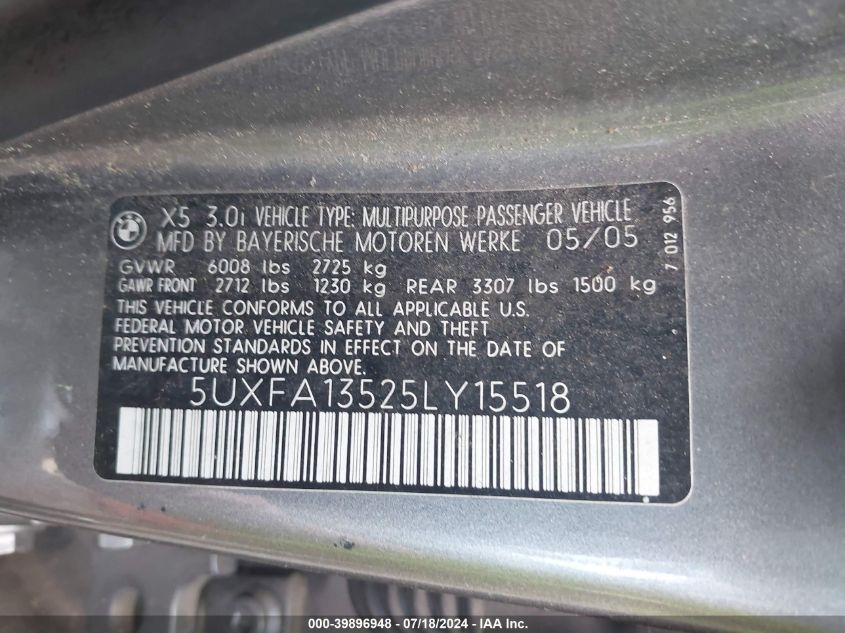 BMW
X5 3.0i VEHICLE TYPE: MULTIPURPOSE PASSENGER VEHICLE
MFD BY BAYERISCHE MOTOREN WERKE 05/05
GVWR 6008 lbs 2725 kg
GAWR FRONT 2712 lbs 1230 kg REAR 3307 lbs 1500 kg
THIS VEHICLE CONFORMS TO ALL APPLICABLE U.S.
FEDERAL MOTOR VEHICLE SAFETY AND THEFT
PREVENTION STANDARDS IN EFFECT ON THE DATE OF
MANUFACTURE SHOWN ABOVE.
5UXFA13525LY15518
7 012 956
000-39896948 - 07/18/2024 - IAA Inc.